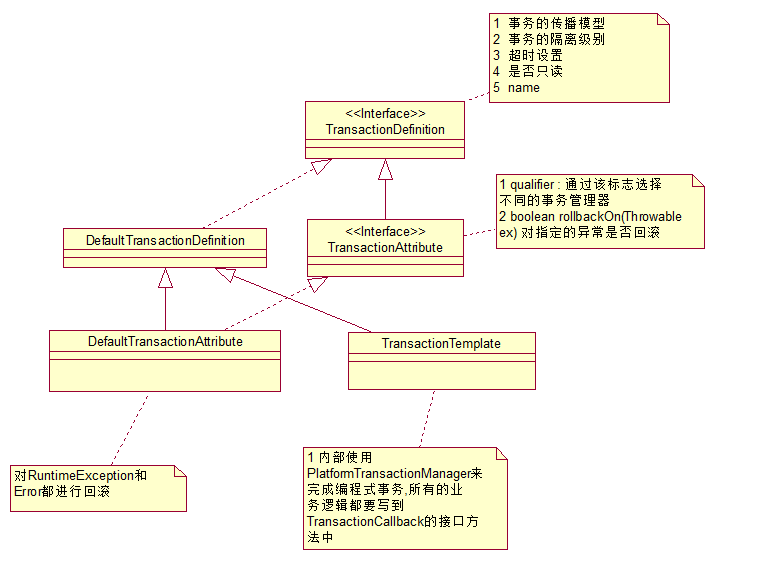 1 事务的传播模型
2 事务的隔离级别
3 超时设置
4 是否只读
5 name
<<Interface>>
TransactionDefinition
1 qualifier : 通过该标志选择
不同的事务管理器
2 boolean rollbackOn(Throwable
ex) 对指定的异常是否回滚
<<Interface>>
TransactionAttribute
DefaultTransactionDefinition
DefaultTransactionAttribute
TransactionTemplate
对RuntimeException和
Error都进行回滚
1 内部使用
PlatformTransactionManager来
完成编程式事务,所有的业
务逻辑都要写到
TransactionCallback的接口方
法中